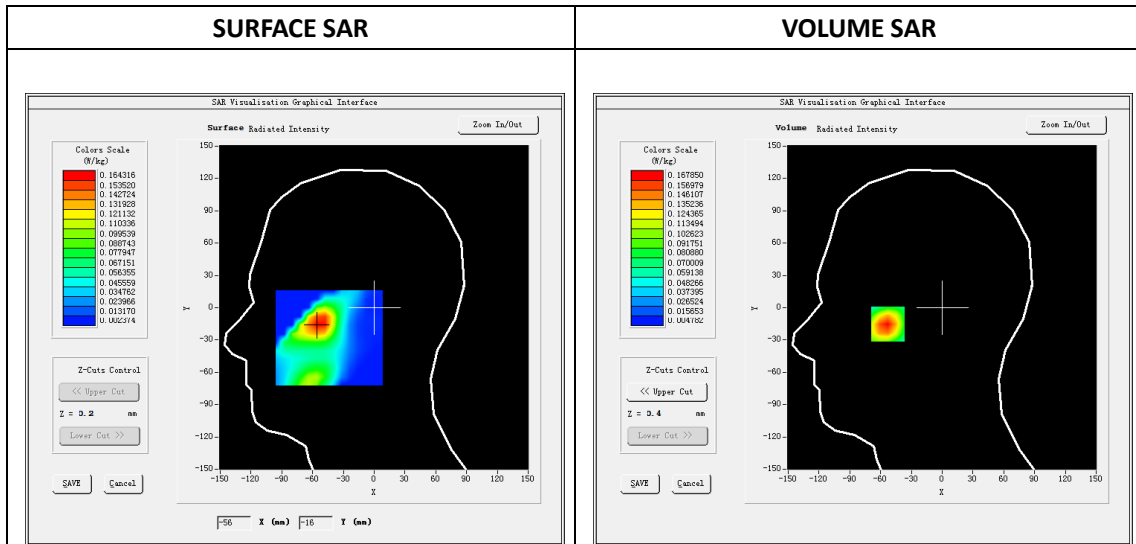 SURFACE SAR
VOLUME SAR
SAR Visualisation Graphical Interface
Surface Radiated Intensity
Zoom In/Out
Colors Scale
(W/kg)
0.164316
0.153520
0.142724
0.131928
0.121132
0.110336
0.099539
0.088743
0.077947
0.067151
0.056355
0.045559
0.034762
0.023966
0.013170
0.002374
150
120
90
60
30
0
-30
-60
-90
-120
-150
Y
-150 -120 -90 -60 -30 0 30 60 90 120 150
X
Z-Cuts Control
<< Upper Cut
Z = 0.2 mm
Lower Cut >>
SAVE Cancel
-56 X (mm) -16 Y (mm)
SAR Visualisation Graphical Interface
Volume Radiated Intensity
Zoom In/Out
Colors Scale
(W/kg)
0.167850
0.156979
0.146107
0.135236
0.124365
0.113494
0.102623
0.091751
0.080880
0.070009
0.059138
0.048266
0.037395
0.026524
0.015653
0.004782
150
120
90
60
30
0
-30
-60
-90
-120
-150
Y
-150 -120 -90 -60 -30 0 30 60 90 120 150
X
Z-Cuts Control
<< Upper Cut
Z = 0.4 mm
Lower Cut >>
SAVE Cancel